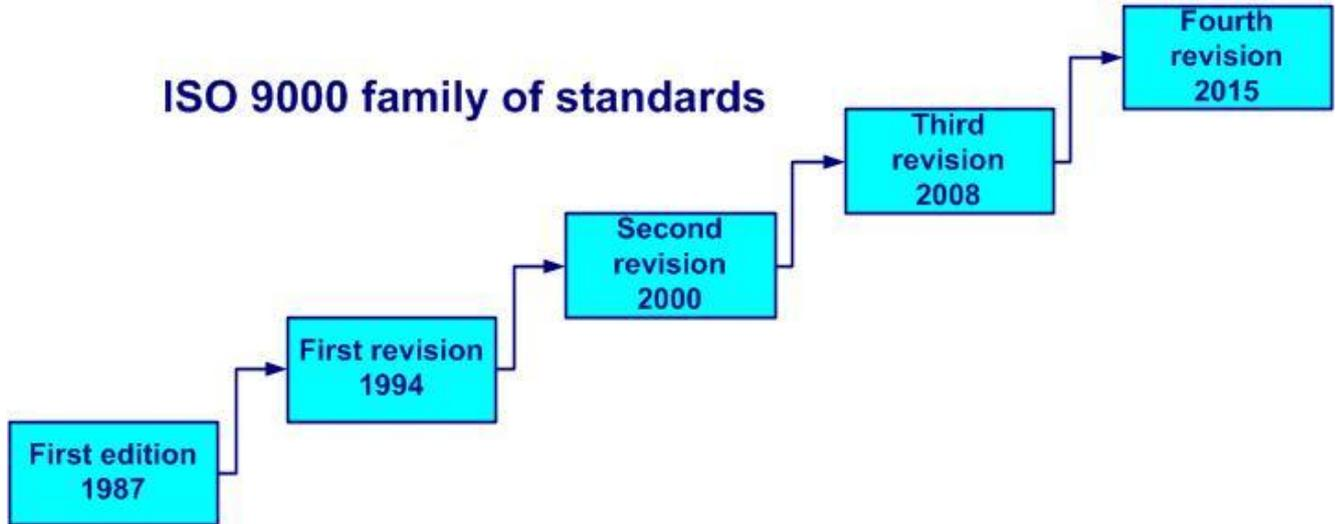 ISO 9000 family of standards
First edition
1987
First revision
1994
Second
revision
2000
Third
revision
2008
Fourth
revision
2015